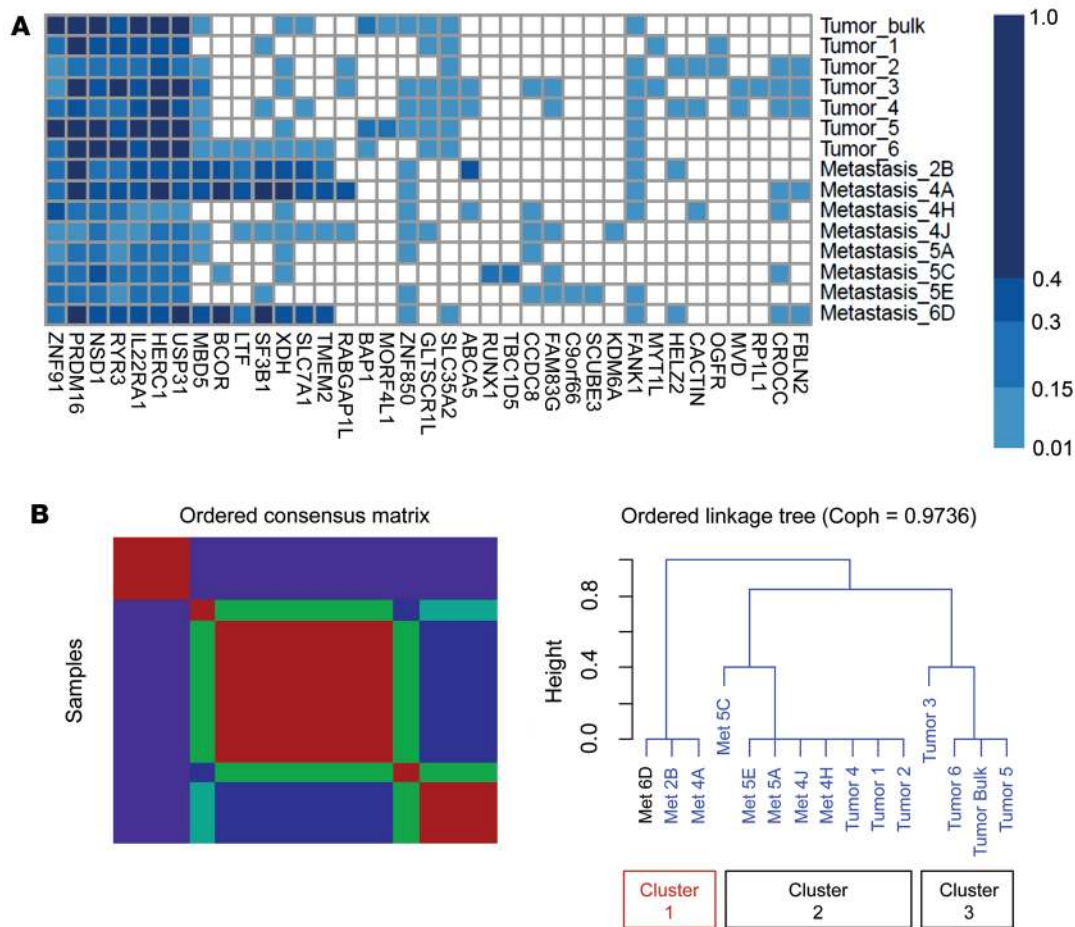 A
Tumor_bulk
Tumor_1
Tumor_2
Tumor_3
Tumor_4
Tumor_5
Tumor_6
Metastasis_2B
Metastasis_4A
Metastasis_4H
Metastasis_4J
Metastasis_5A
Metastasis_5C
Metastasis_5E
Metastasis_6D
1.0
0.4
0.3
0.15
0.01
ZNF91
PRDM16
NSD1
RYR3
IL22RA1
HERC1
USP31
MBD5
BCOR
LTF
SF3B1
XDH
SLC7A1
TMEM2
RABGAP1L
BAP1
MORF4L1
ZNF850
GLTSCR1L
SLC35A2
ABCA5
RUNX1
TBC1D5
CCDC8
FAM83G
C9orf66
SCUBE3
KDM6A
FANK1
MYT1L
HELZ2
CACTIN
OGFR
MVD
RP1L1
CROCC
FBLN2
B
Ordered consensus matrix
Samples
Ordered linkage tree (Coph = 0.9736)
Height
0.8
0.4
0.0
Met 6D
Met 2B
Met 4A
Met 5C
Met 5E
Met 5A
Met 4J
Met 4H
Tumor 4
Tumor 1
Tumor 2
Tumor 3
Tumor 6
Tumor Bulk
Tumor 5
Cluster
1
Cluster
2
Cluster
3